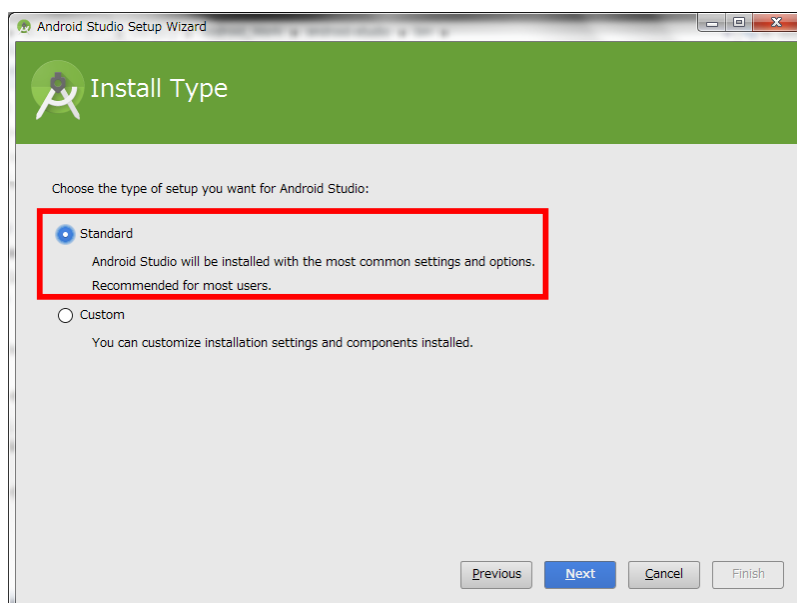 Android Studio Setup Wizard
Install Type
Choose the type of setup you want for Android Studio:
Standard
Android Studio will be installed with the most common settings and options.
Recommended for most users.
Custom
You can customize installation settings and components installed.
Previous Next Cancel Finish